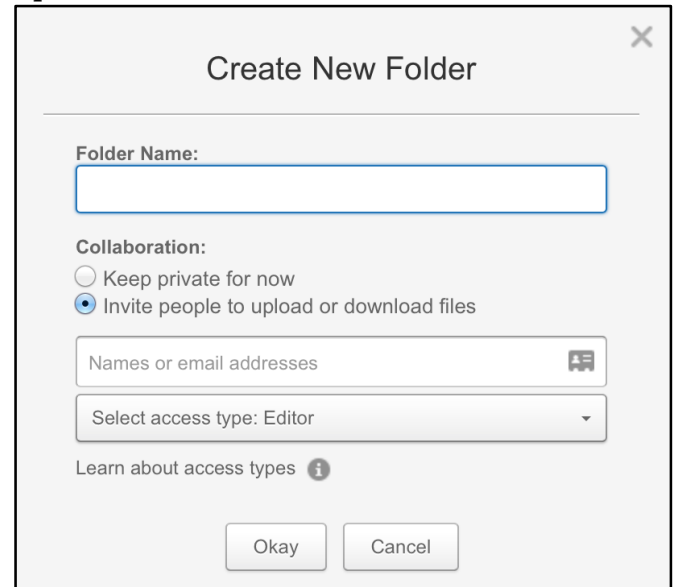 Create New Folder
Folder Name:
Collaboration:
Keep private for now
Invite people to upload or download files
Names or email addresses
Select access type: Editor
Learn about access types
Okay
Cancel